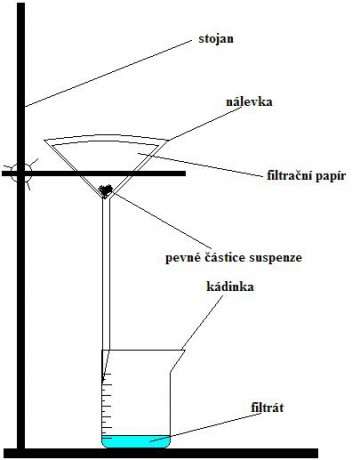 stojan
nálevka
filtrační papír
pevné částice suspenze
kádinka
filtrát